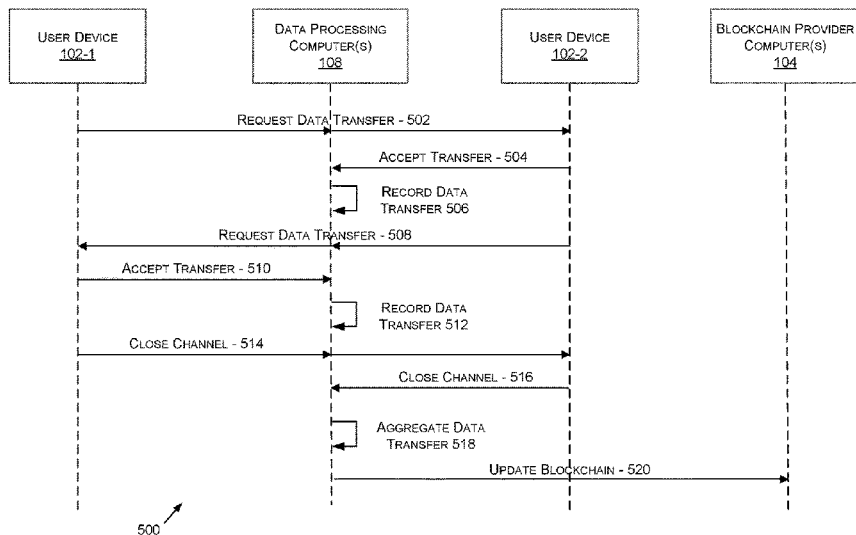 USER DEVICE
102-1
DATA PROCESSING
COMPUTER(S)
108
USER DEVICE
102-2
BLOCKCHAIN PROVIDER
COMPUTER(S)
104
REQUEST DATA TRANSFER - 502
ACCEPT TRANSFER - 504
RECORD DATA
TRANSFER 506
REQUEST DATA TRANSFER - 508
ACCEPT TRANSFER - 510
RECORD DATA
TRANSFER 512
CLOSE CHANNEL - 514
CLOSE CHANNEL - 516
AGGREGATE DATA
TRANSFER 518
UPDATE BLOCKCHAIN - 520
500